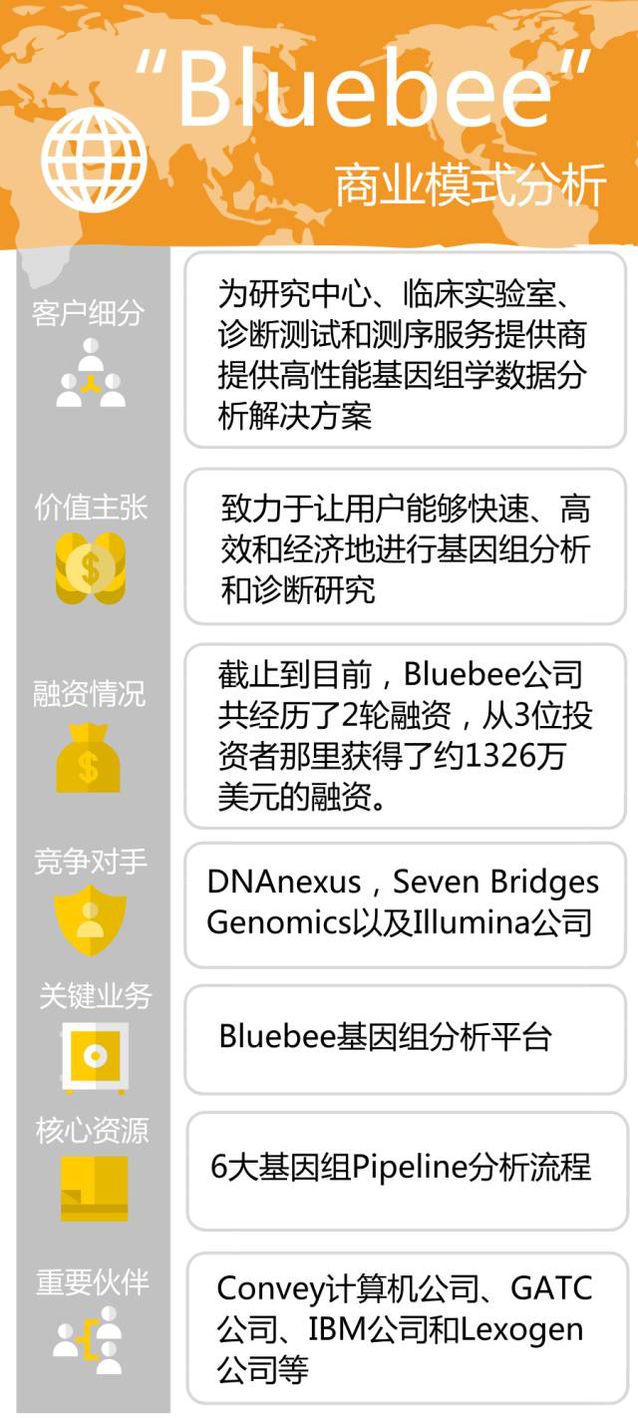 “Bluebee”
商业模式分析
客户细分
为研究中心、临床实验室、
诊断测试和测序服务提供商
提供高性能基因组学数据分
析解决方案
价值主张
致力于让用户能够快速、高
效和经济地进行基因组分析
和诊断研究
融资情况
截止到目前，Bluebee公司
共经历了2轮融资，从3位投
资者那里获得了约1326万
美元的融资。
竞争对手
DNAnexus，Seven Bridges
Genomics以及Illumina公司
关键业务
Bluebee基因组分析平台
核心资源
6大基因组Pipeline分析流程
重要伙伴
Convey计算机公司、GATC
公司、IBM公司和Lexogen
公司等